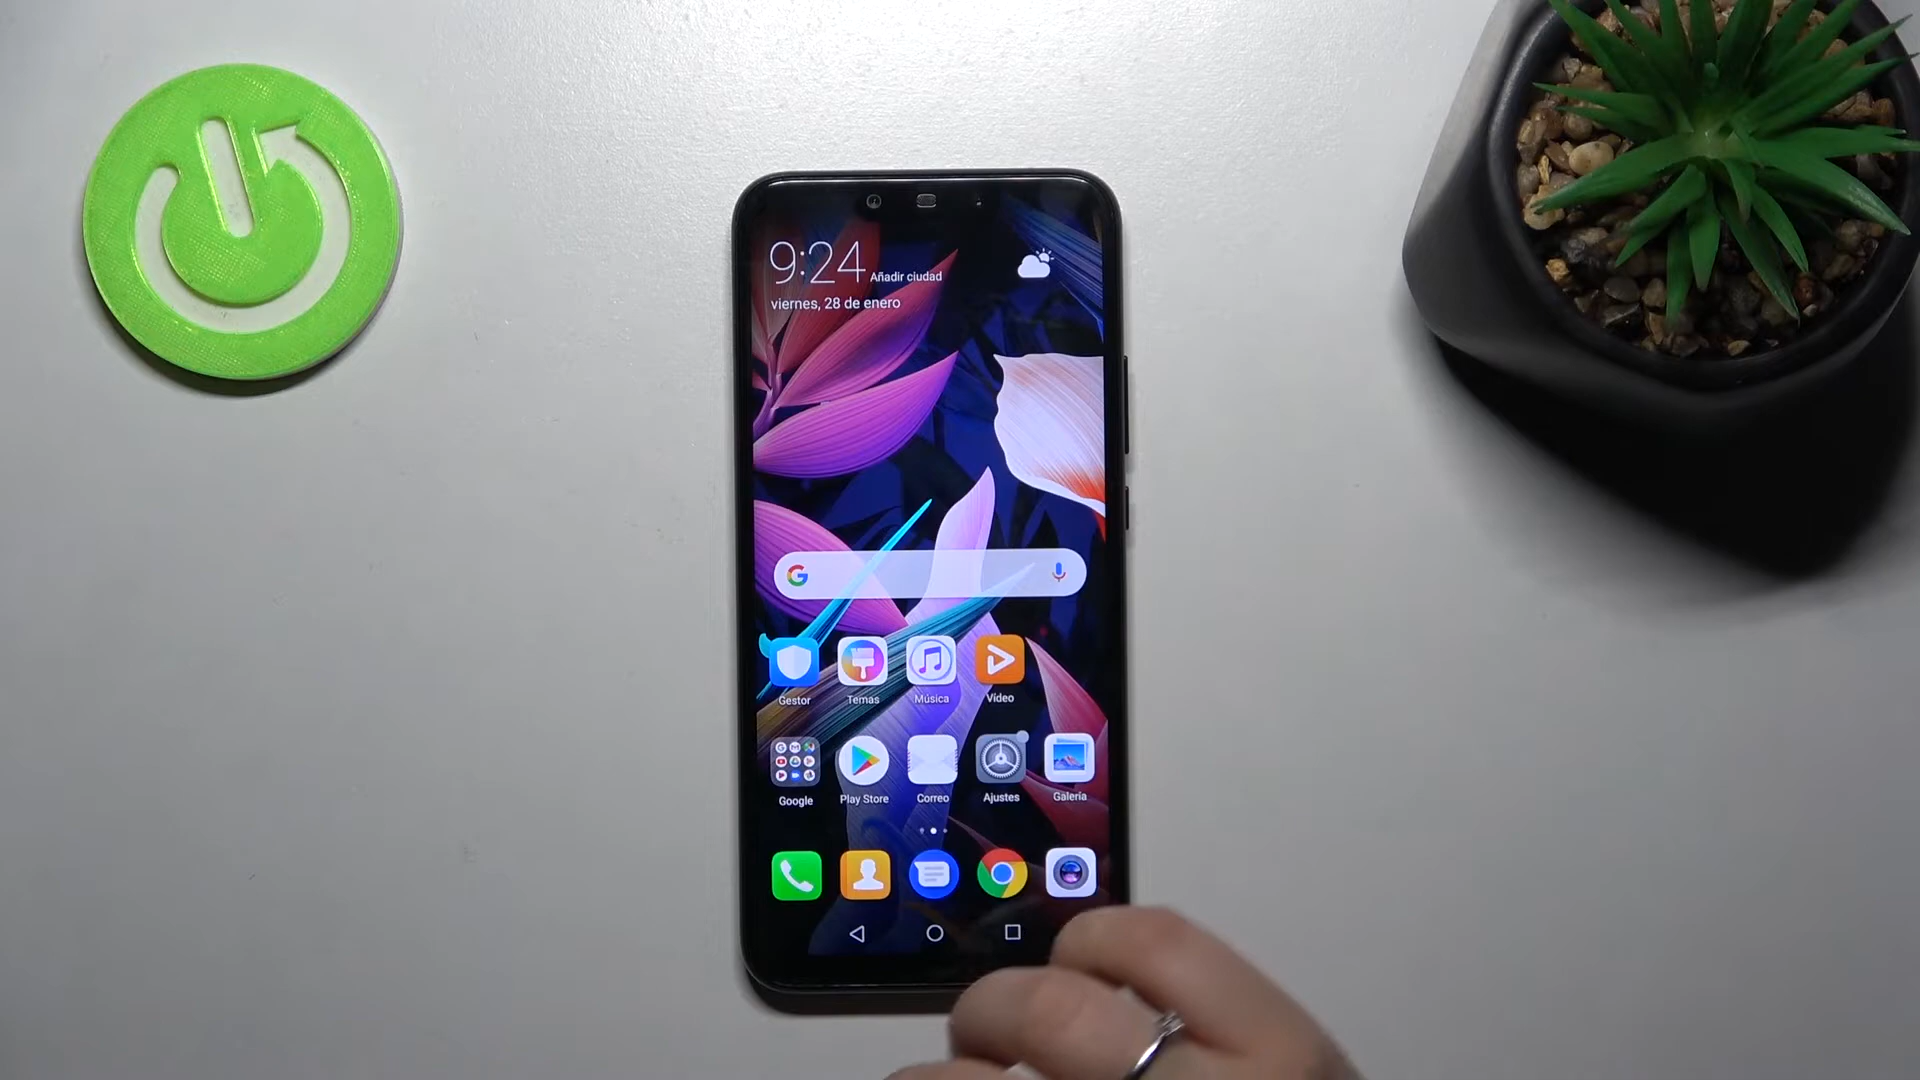 9:24 Añadir ciudad
viernes, 28 de enero
Gestor Temas Música Vídeo
Google Play Store Correo Ajustes Galería